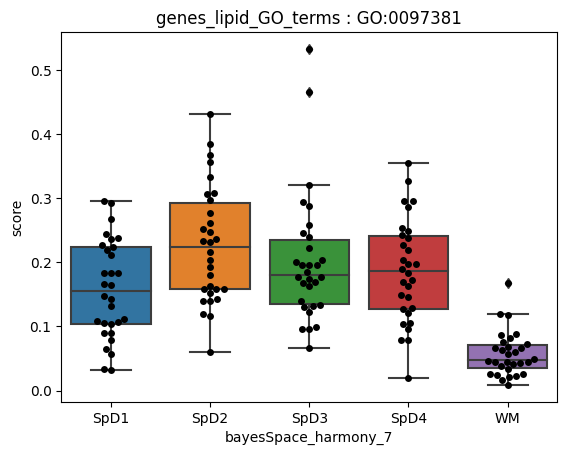 genes_lipid_GO_terms : GO:0097381
0.5
0.4
0.3
0.2
0.1
0.0
score
SpD1 SpD2 SpD3 SpD4 WM
bayesSpace_harmony_7